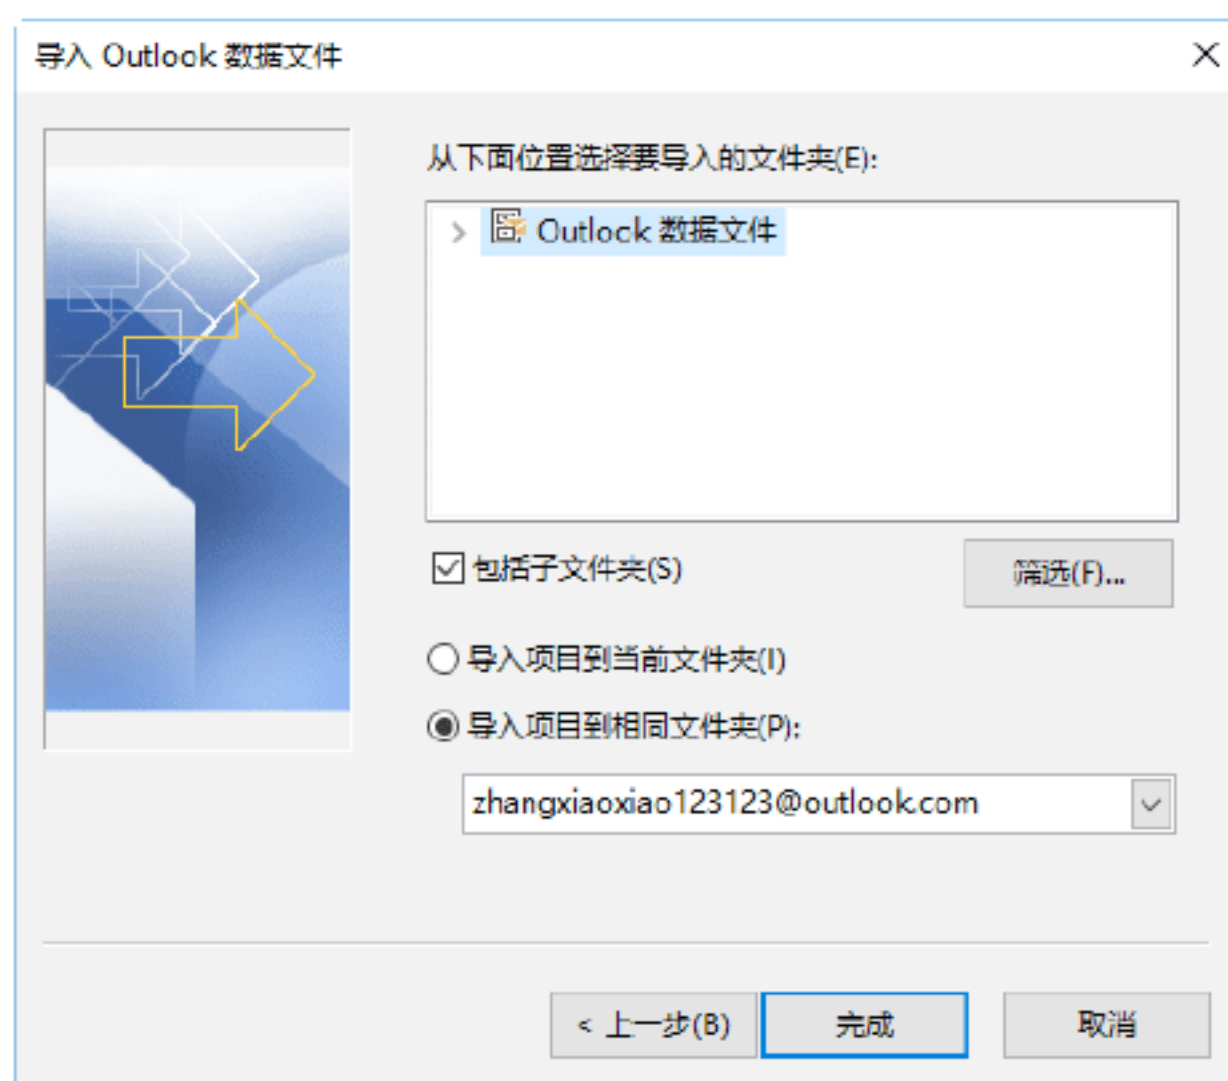 导入 Outlook 数据文件
从下面位置选择要导入的文件夹(E):
Outlook 数据文件
包括子文件夹(S)
筛选(F)...
导入项目到当前文件夹(I)
导入项目到相同文件夹(P):
zhangxiaoxiao123123@outlook.com
< 上一步(B)
完成
取消